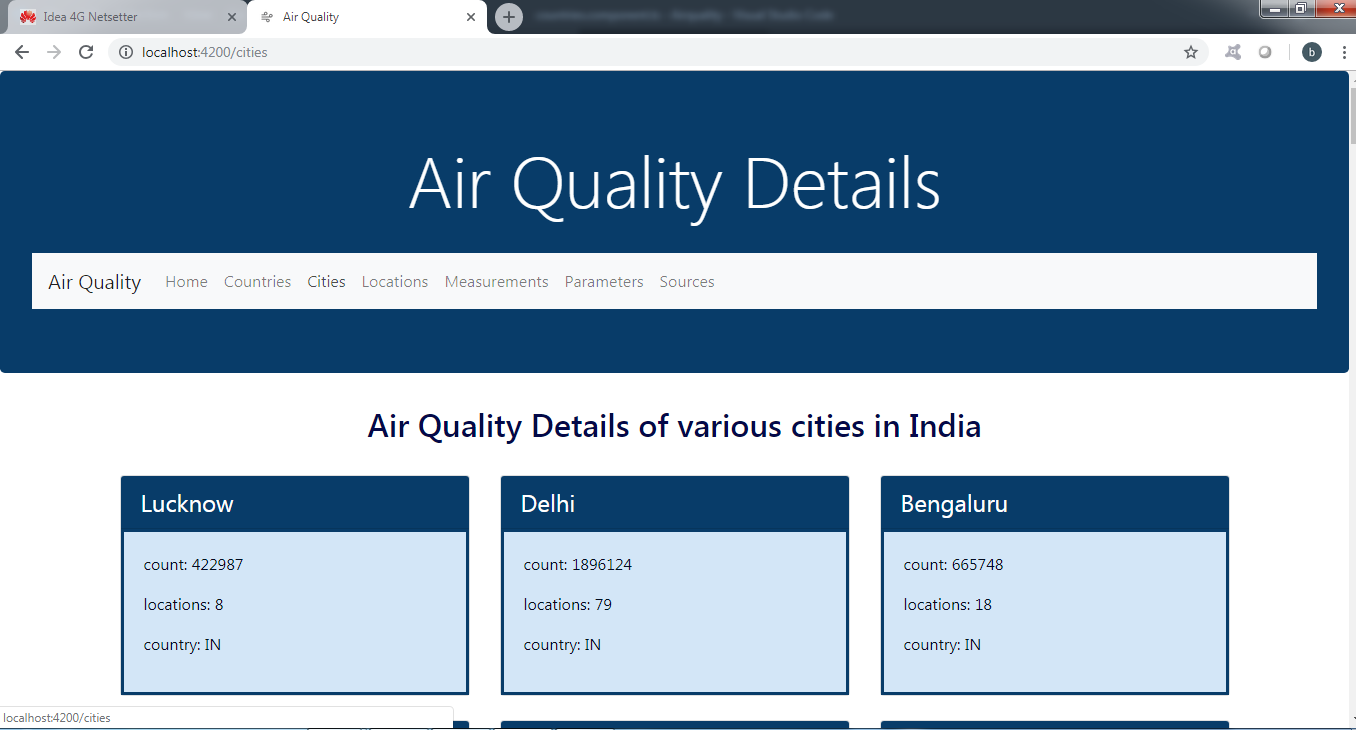 Idea 4G Netsetter
Air Quality
localhost:4200/cities
b
Air Quality Details
Air Quality Home Countries Cities Locations Measurements Parameters Sources
Air Quality Details of various cities in India
Lucknow
count: 422987
locations: 8
country: IN
Delhi
count: 1896124
locations: 79
country: IN
Bengaluru
count: 665748
locations: 18
country: IN
localhost:4200/cities